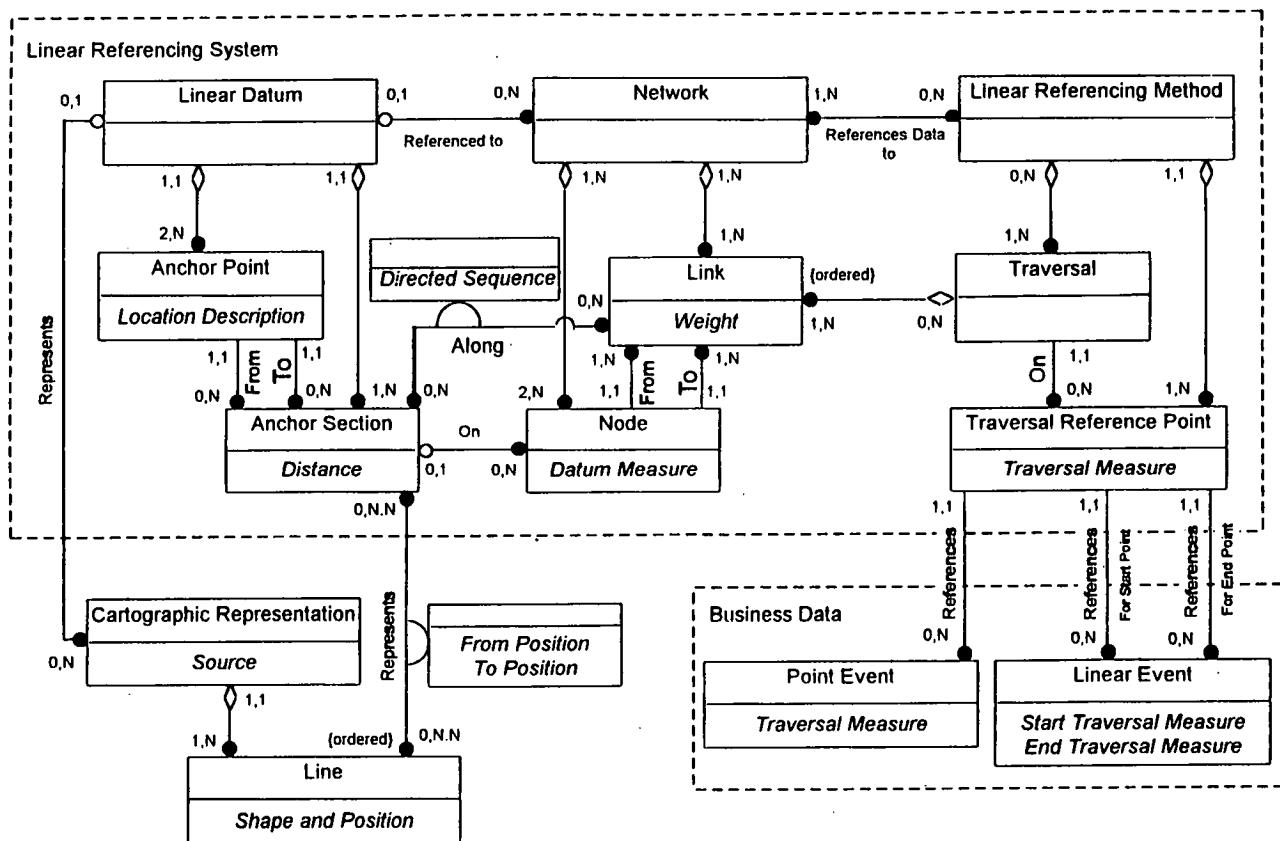 Linear Referencing System
0,1
Linear Datum
0,1
0,N
Network
1,N
0,N
Linear Referencing Method
Referenced to
References Data
to
1,1
1,1
1,N
1,N
0,N
1,1
2,N
1,N
1,N
Anchor Point
Location Description
Directed Sequence
Link
Weight
{ordered}
Traversal
0,N
1,N
0,N
Along
Represents
1,1
From
To
1,1
0,N
0,N
1,N
0,N
2,N
1,N
From
To
1,N
1,1
1,1
On
1,1
0,N
1,N
Anchor Section
Distance
On
0,1
0,N
Node
Datum Measure
Traversal Reference Point
Traversal Measure
0,N.N
1,1
References
1,1
References
For Start Point
1,1
References
For End Point
Cartographic Representation
Source
0,N
Represents
From Position
To Position
Business Data
0,N
0,N
0,N
Point Event
Traversal Measure
Linear Event
Start Traversal Measure
End Traversal Measure
1,1
1,N
{ordered}
0,N.N
Line
Shape and Position